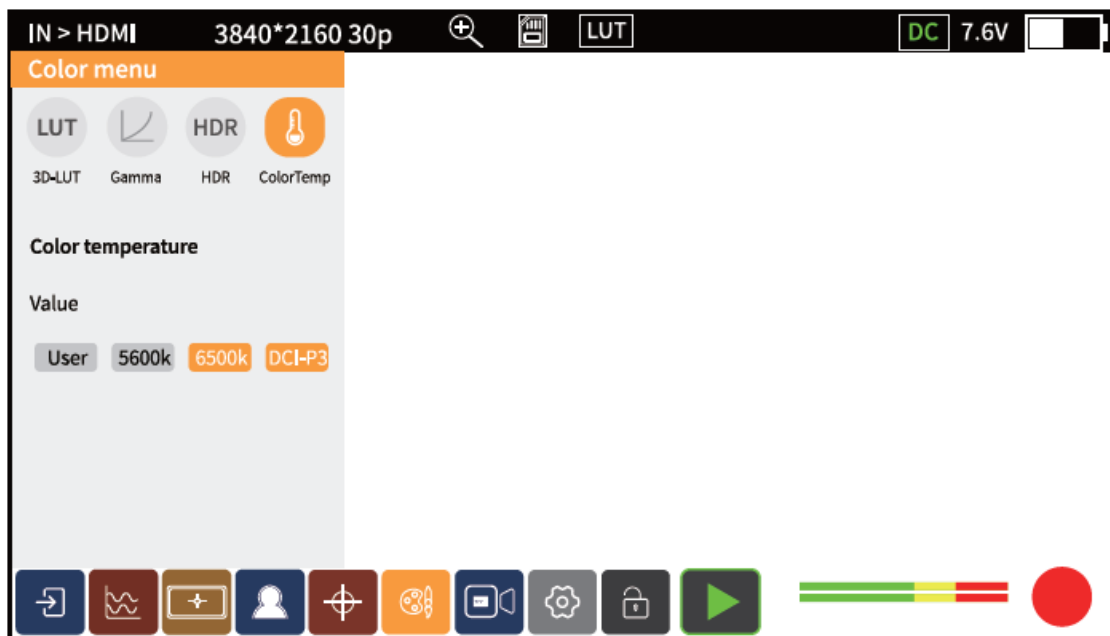 IN > HDMI 3840*2160 30p LUT DC 7.6V
Color menu
LUT HDR
3D-LUT Gamma HDR ColorTemp
Color temperature
Value
User 5600k 6500k DCI-P3